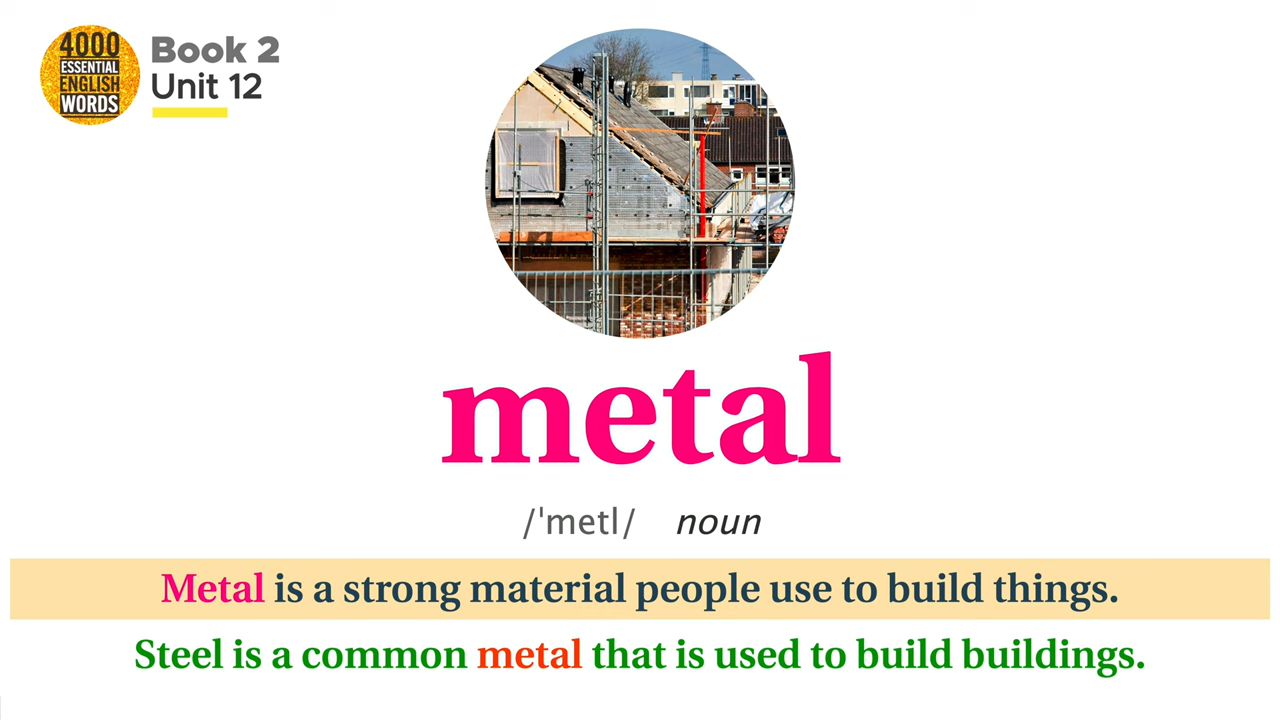 4000
ESSENTIAL
ENGLISH
WORDS
Book 2
Unit 12
metal
/ˈmetl/ noun
Metal is a strong material people use to build things.
Steel is a common metal that is used to build buildings.